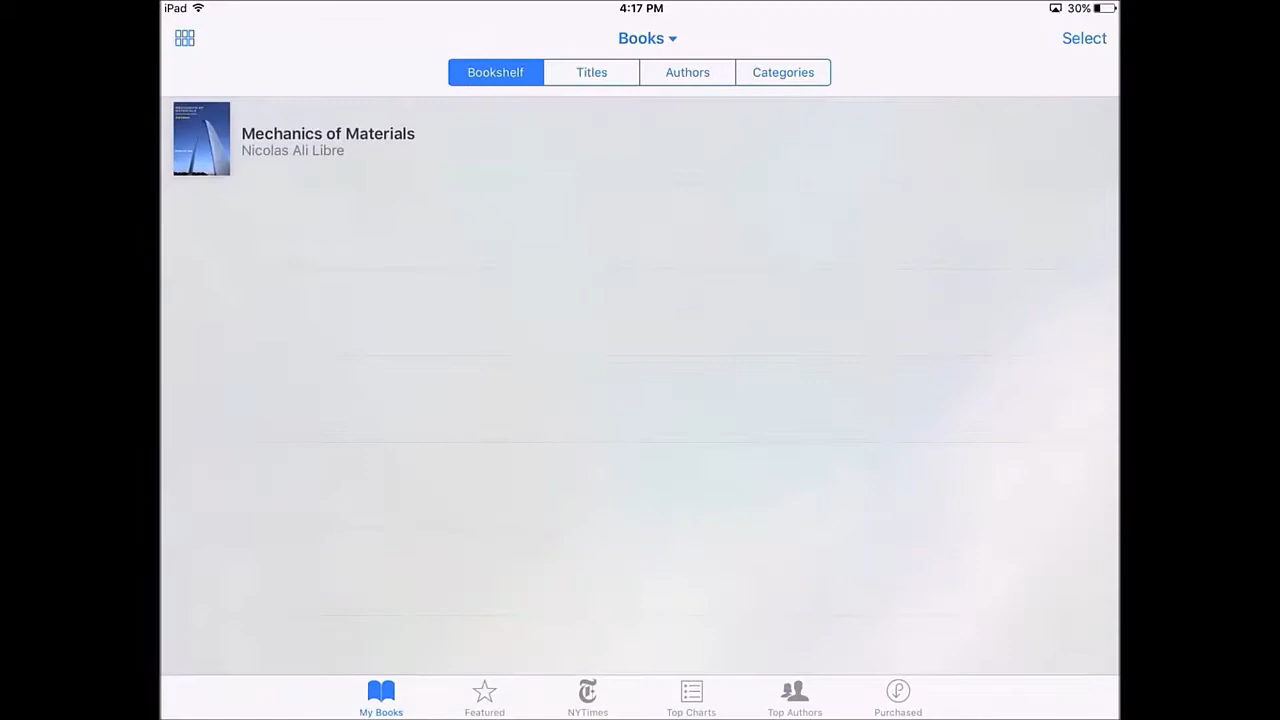 iPad 4:17 PM 30%
Books Select
Bookshelf Titles Authors Categories
Mechanics of Materials
Nicolas Ali Libre
My Books Featured NYTimes Top Charts Top Authors Purchased